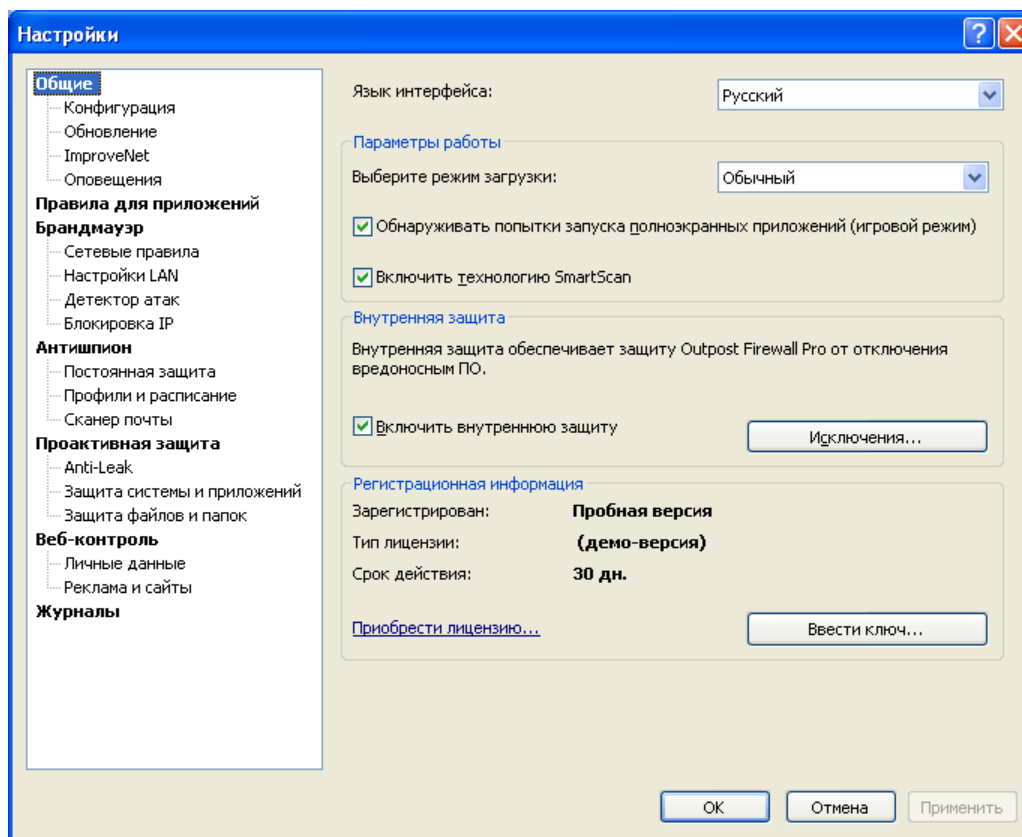 Настройки
Общие
Конфигурация
Обновление
ImproveNet
Оповещения
Правила для приложений
Брандмауэр
Сетевые правила
Настройки LAN
Детектор атак
Блокировка IP
Антишпион
Постоянная защита
Профили и расписание
Сканер почты
Проактивная защита
Anti-Leak
Защита системы и приложений
Защита файлов и папок
Веб-контроль
Личные данные
Реклама и сайты
Журналы
Язык интерфейса: Русский
Параметры работы
Выберите режим загрузки: Обычный
Обнаруживать попытки запуска полноэкранных приложений (игровой режим)
Включить технологию SmartScan
Внутренняя защита
Внутренняя защита обеспечивает защиту Outpost Firewall Pro от отключения
вредоносным ПО.
Включить внутреннюю защиту Исключения...
Регистрационная информация
Зарегистрирован: Пробная версия
Тип лицензии: (демо-версия)
Срок действия: 30 дн.
Приобрести лицензию... Ввести ключ...
OK Отмена Применить